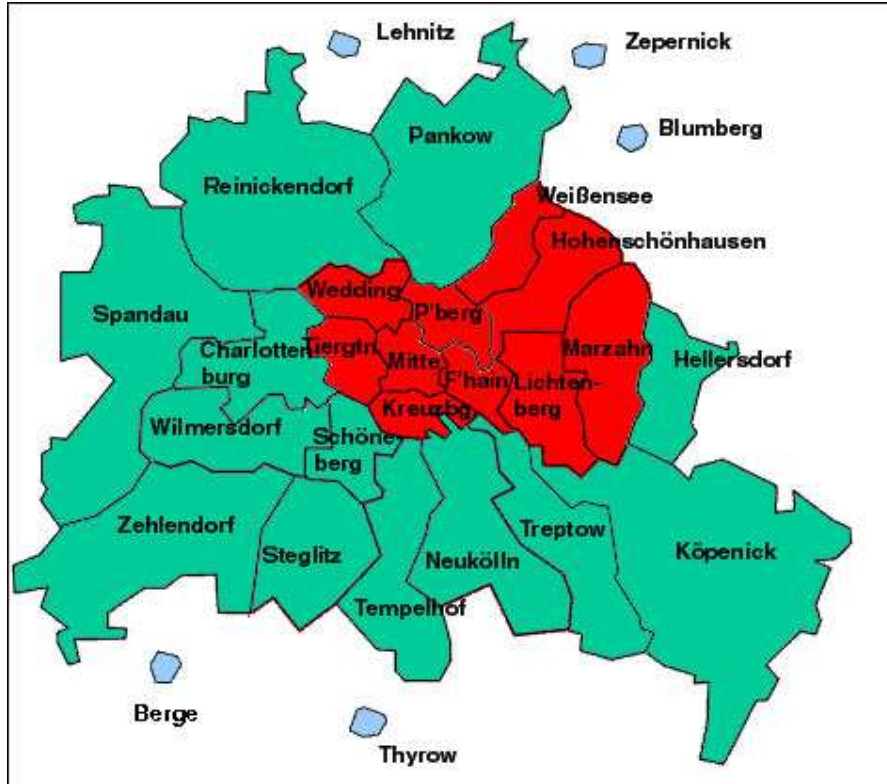 Lehnitz
Zepernick
Blumberg
Pankow
Reinickendorf
Weißensee
Hohenschönhausen
Wedding
Spandau
P'berg
Charlotten
burg
Tiergtn
Mitte
Marzahn
Hellersdorf
F'hain
Lichten-
berg
Kreuzbg
Wilmersdorf
Schöne-
berg
Zehlendorf
Steglitz
Neukölln
Treptow
Köpenick
Tempelhof
Berge
Thyrow